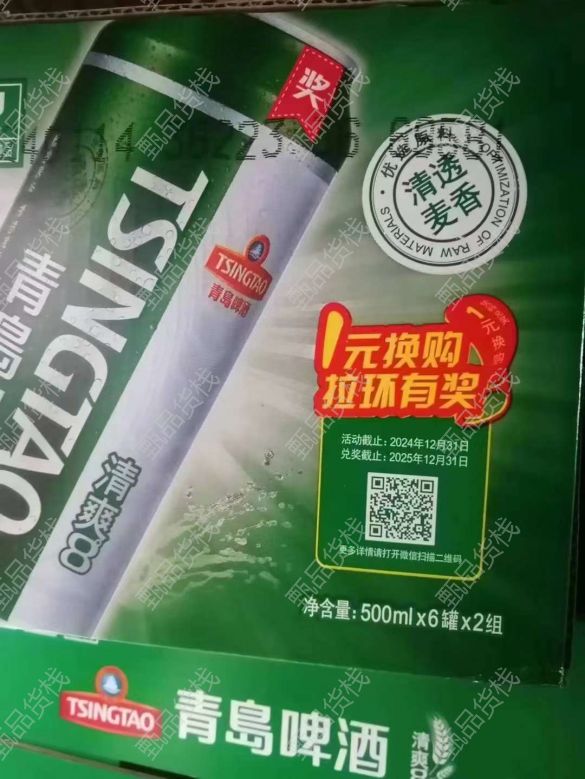 奖
优选原料
OPTIMIZATION OF RAW MATERIALS
清透
麦香
TSINGTAO
TSINGTAO
青岛啤酒
清爽8
1元换购
拉环有奖
1元换购
活动截止：2024年12月31日
兑奖截止：2025年12月31日
更多详情请打开微信扫描二维码
净含量：500ml x6罐 x2组
TSINGTAO
青岛啤酒
清爽8
甄品货栈